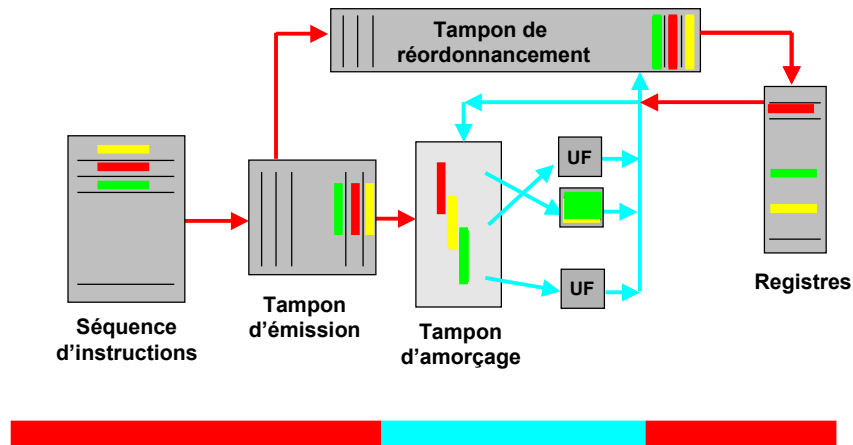 Tampon de
réordonnancement
UF
UF
Séquence
d'instructions
Tampon
d'émission
Tampon
d'amorçage
Registres